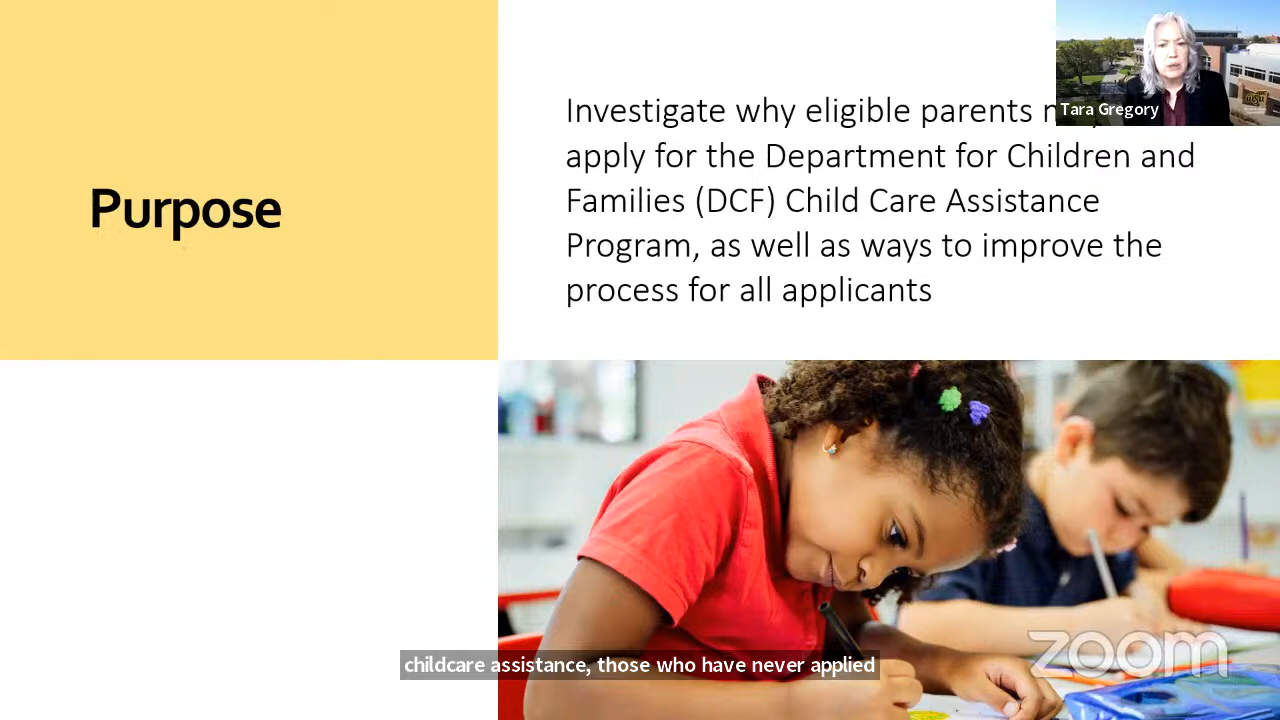 Purpose
Investigate why eligible parents
apply for the Department for Children and
Families (DCF) Child Care Assistance
Program, as well as ways to improve the
process for all applicants
Tara Gregory
childcare assistance, those who have never applied
zoom